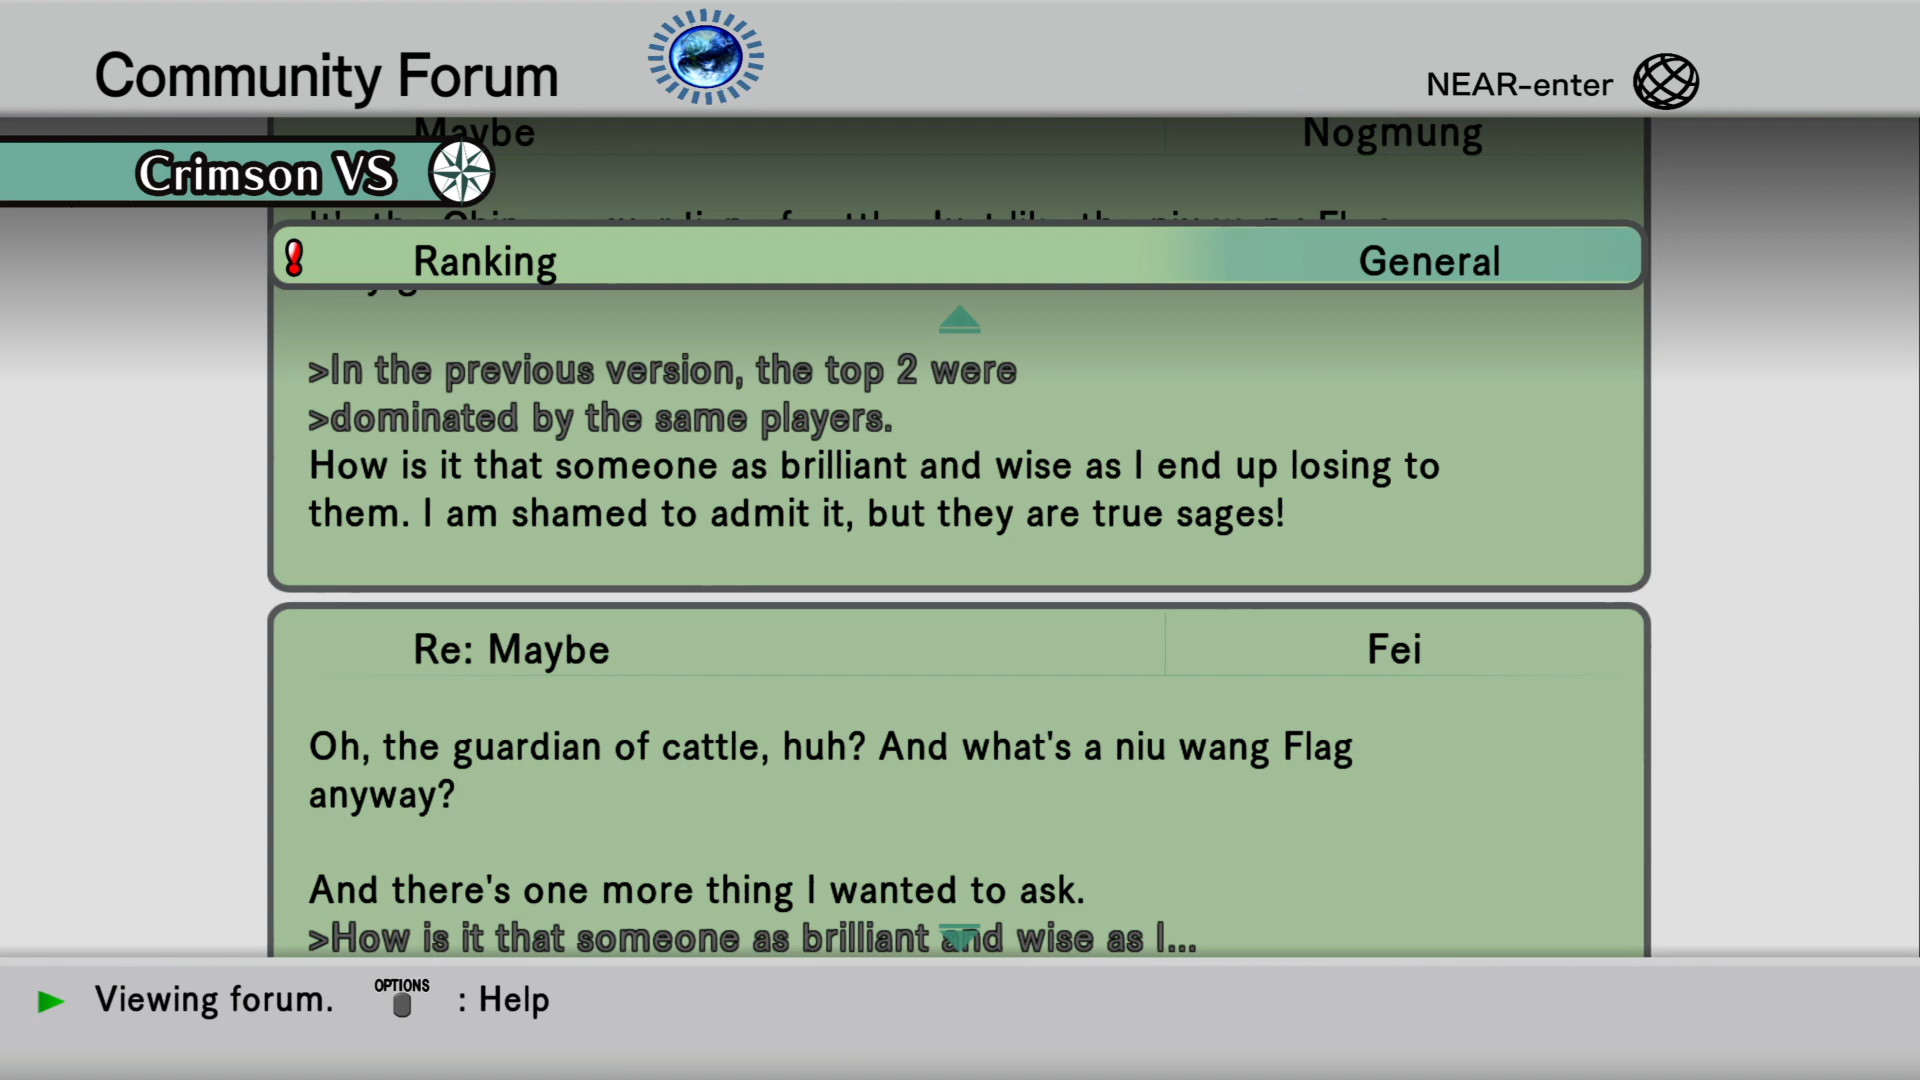 Community Forum
NEAR-enter
Maybe
Nogmung
Crimson VS
Ranking
General
>In the previous version, the top 2 were
>dominated by the same players.
How is it that someone as brilliant and wise as I end up losing to
them. I am shamed to admit it, but they are true sages!
Re: Maybe
Fei
Oh, the guardian of cattle, huh? And what's a niu wang Flag
anyway?
And there's one more thing I wanted to ask.
>How is it that someone as brilliant and wise as I...
Viewing forum.
OPTIONS
: Help